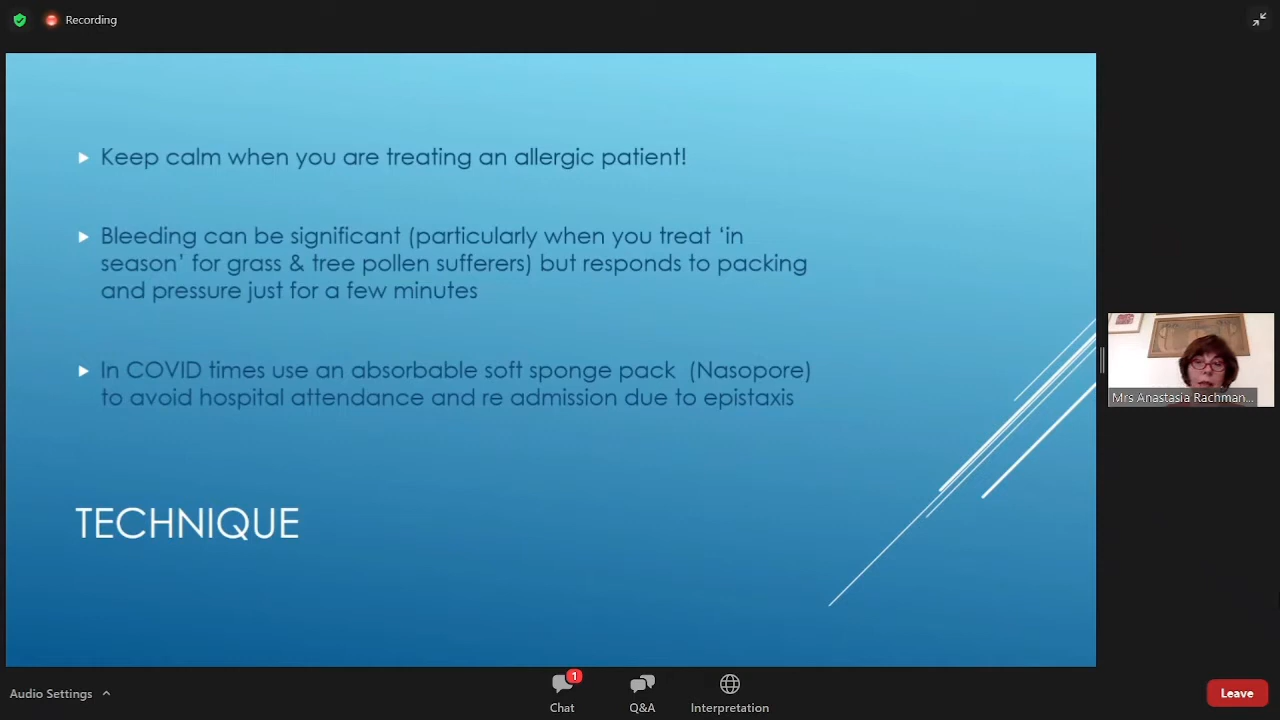 Recording
Keep calm when you are treating an allergic patient!
Bleeding can be significant (particularly when you treat ‘in
season’ for grass & tree pollen sufferers) but responds to packing
and pressure just for a few minutes
In COVID times use an absorbable soft sponge pack (Nasopore)
to avoid hospital attendance and re admission due to epistaxis
TECHNIQUE
Mrs Anastasia Rachman...
Audio Settings
1
Chat
Q&A
Interpretation
Leave